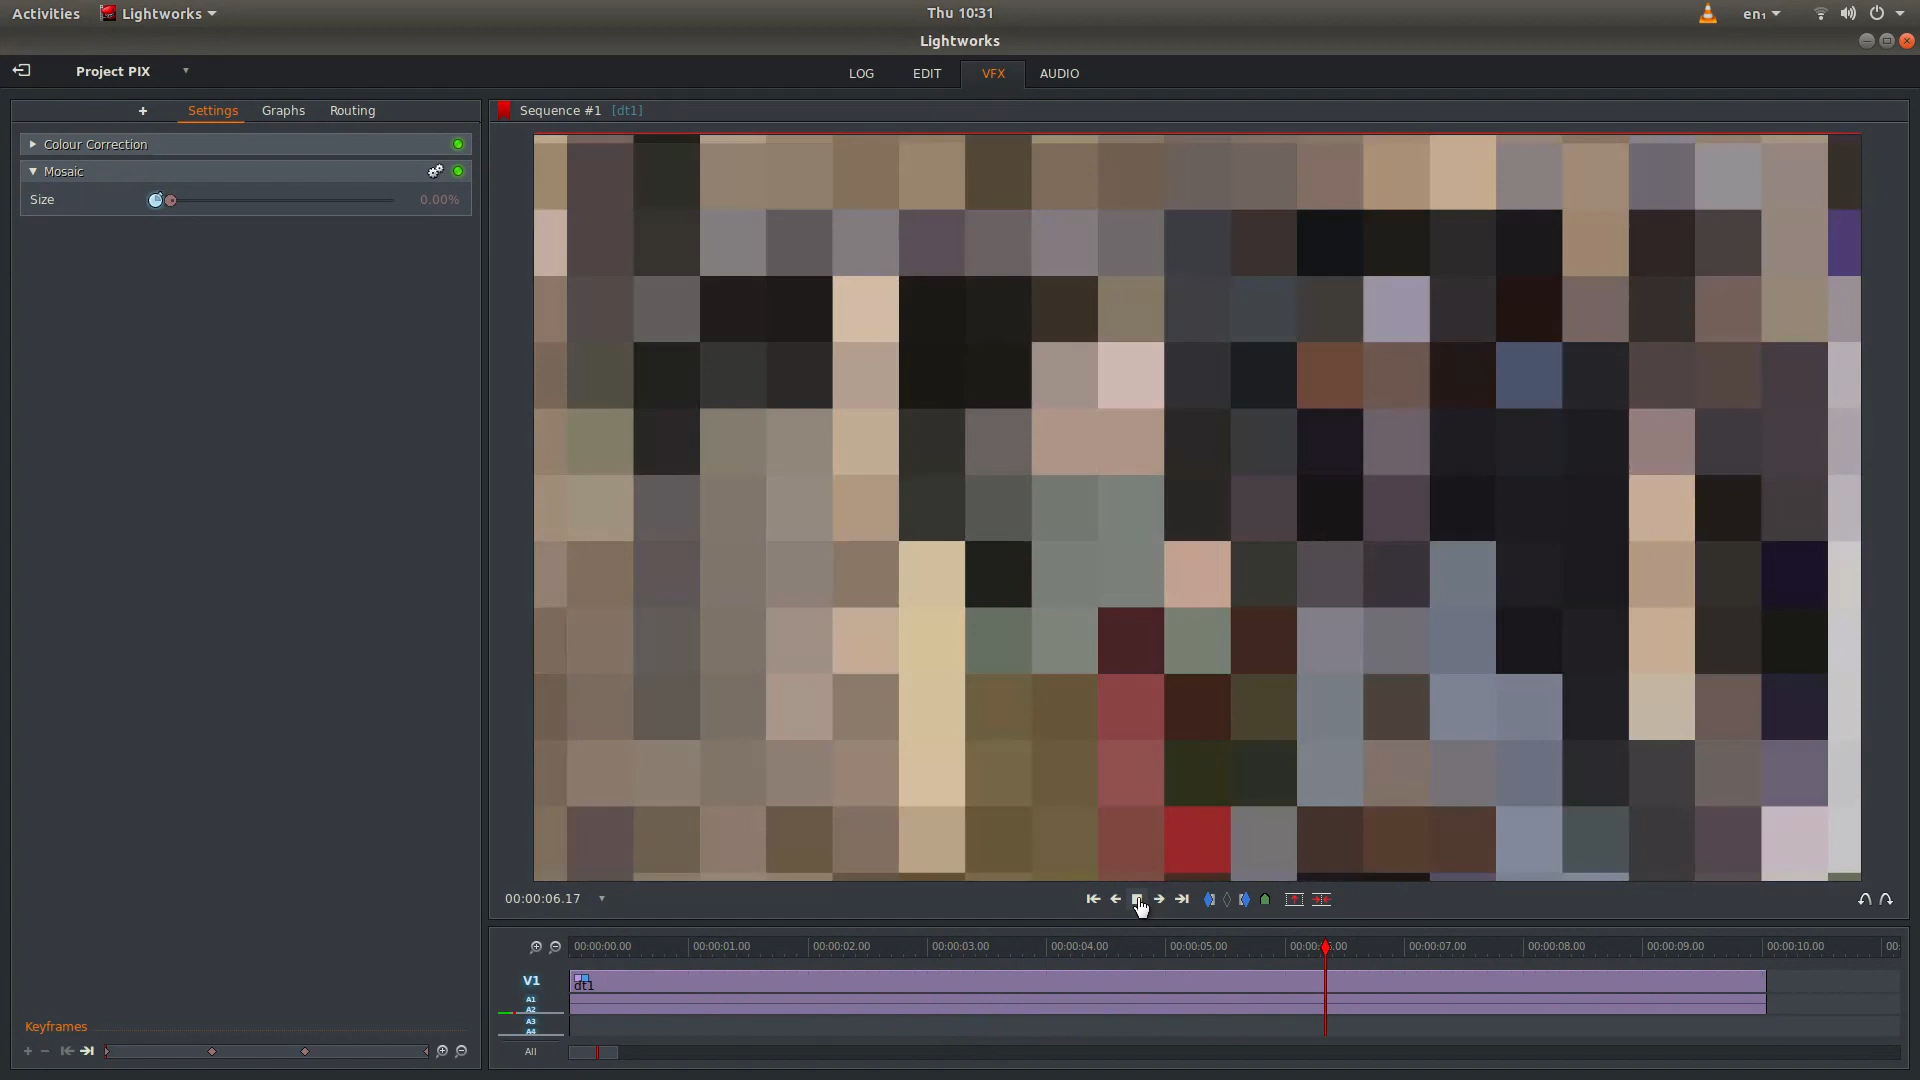 Activities
Lightworks
Thu 10:31
en₁
Lightworks
Project PIX
LOG
EDIT
VFX
AUDIO
+
Settings
Graphs
Routing
Sequence #1
[dt1]
Colour Correction
Mosaic
Size
0.00%
00:00:06.17
00:00:00.00
00:00:01.00
00:00:02.00
00:00:03.00
00:00:04.00
00:00:05.00
00:00:07.00
00:00:08.00
00:00:09.00
00:00:10.00
00:
V1
dt1
A1
A2
A3
A4
Keyframes
All